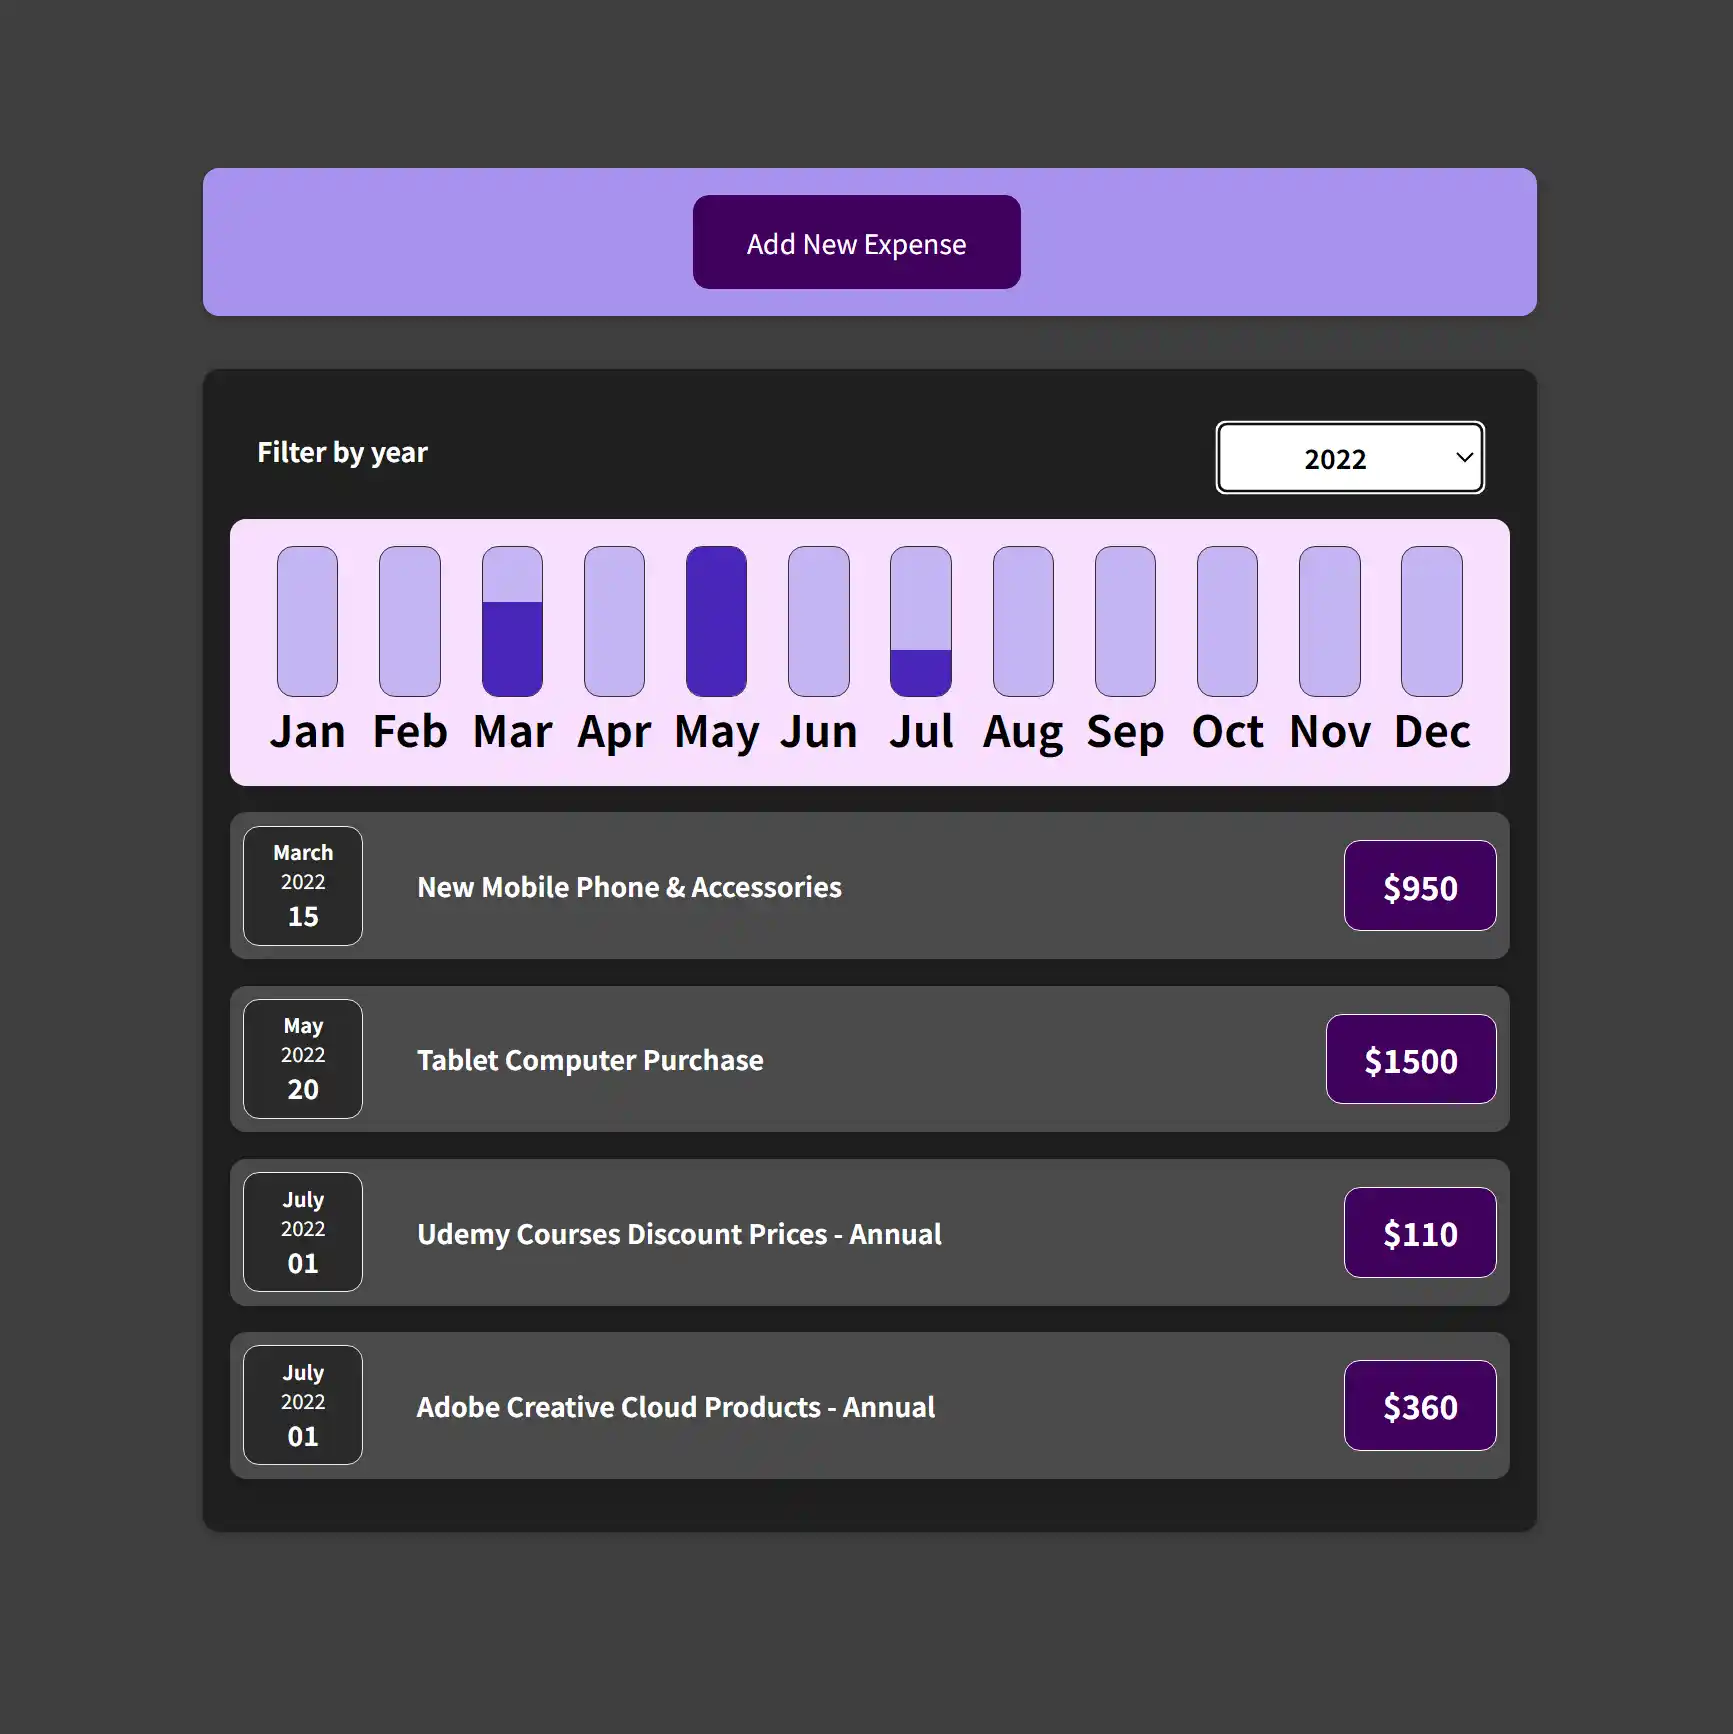 Add New Expense
Filter by year
2022
Jan Feb Mar Apr May Jun Jul Aug Sep Oct Nov Dec
March
2022
15
New Mobile Phone & Accessories
$950
May
2022
20
Tablet Computer Purchase
$1500
July
2022
01
Udemy Courses Discount Prices - Annual
$110
July
2022
01
Adobe Creative Cloud Products - Annual
$360